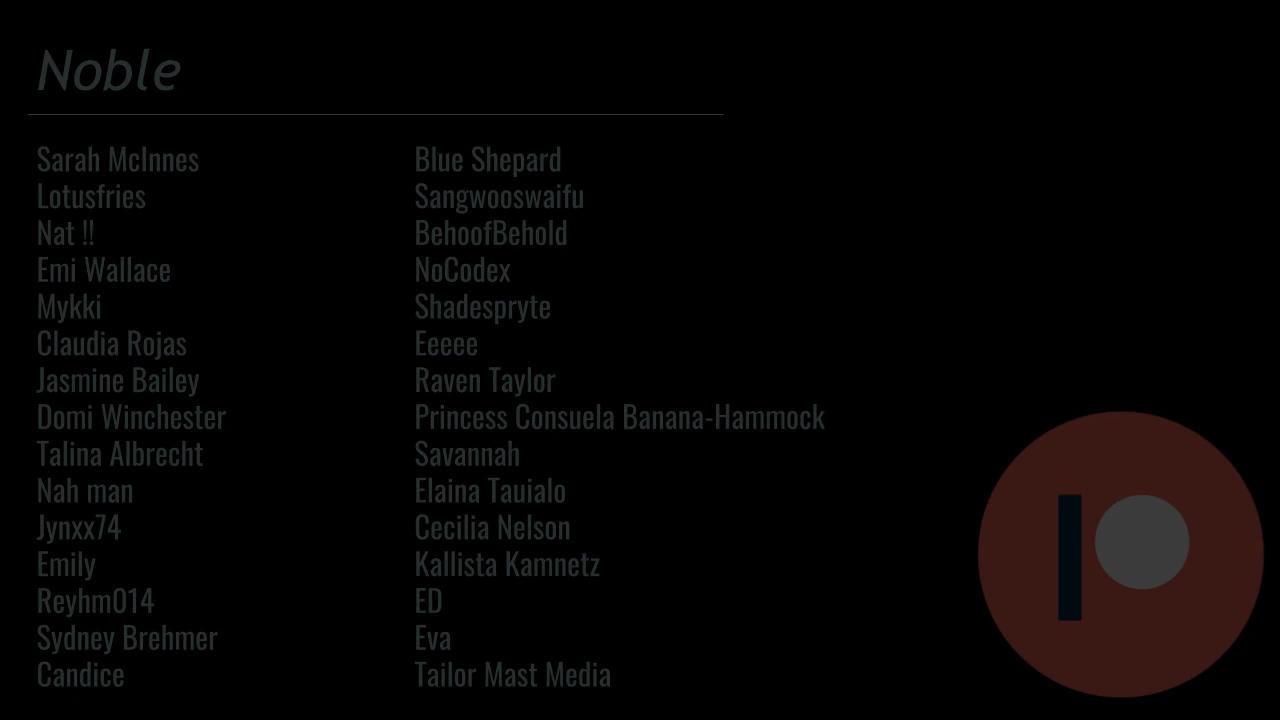 Noble
Sarah McInnes
Lotusfries
Nat !!
Emi Wallace
Mykki
Claudia Rojas
Jasmine Bailey
Domi Winchester
Talina Albrecht
Nah man
Jynxx74
Emily
Reyhm014
Sydney Brehmer
Candice
Blue Shepard
Sangwooswaifu
BehoofBehold
NoCodex
Shadespryte
Eeeee
Raven Taylor
Princess Consuela Banana-Hammock
Savannah
Elaina Tauialo
Cecilia Nelson
Kallista Kamnetz
ED
Eva
Tailor Mast Media